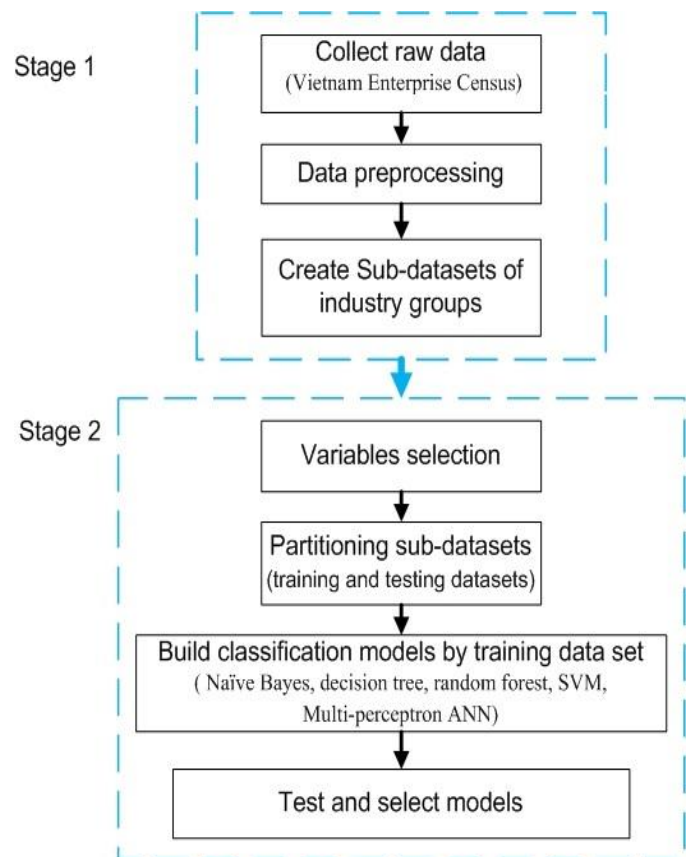 Stage 1
Collect raw data
(Vietnam Enterprise Census)
Data preprocessing
Create Sub-datasets of
industry groups
Stage 2
Variables selection
Partitioning sub-datasets
(training and testing datasets)
Build classification models by training data set
( Naïve Bayes, decision tree, random forest, SVM,
Multi-perceptron ANN)
Test and select models